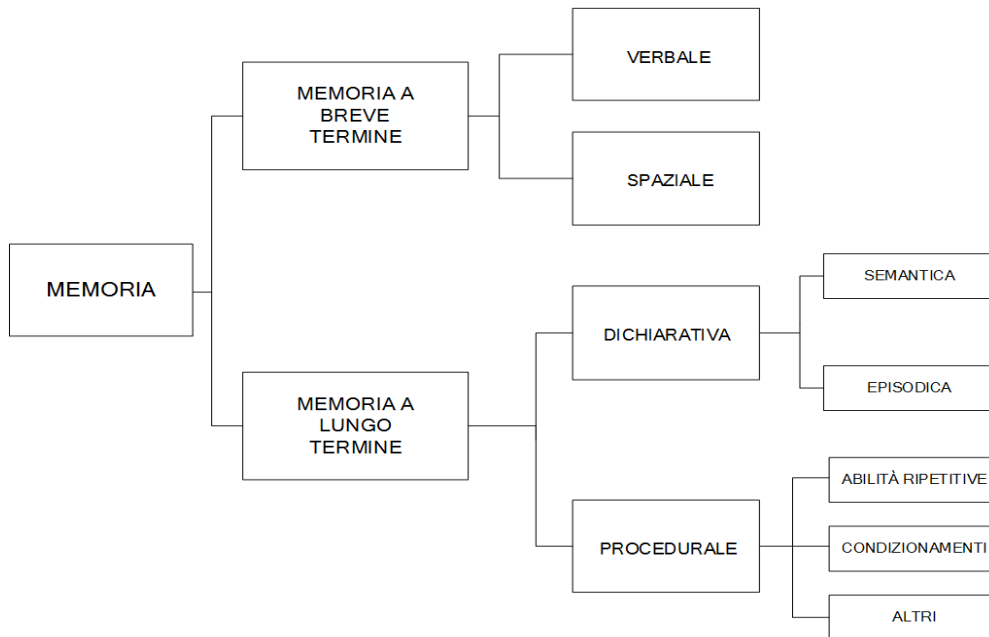 MEMORIA
MEMORIA A
BREVE
TERMINE
VERBALE
SPAZIALE
MEMORIA A
LUNGO
TERMINE
DICHIARATIVA
SEMANTICA
EPISODICA
PROCEDURALE
ABILITÀ RIPETITIVE
CONDIZIONAMENTI
ALTRI